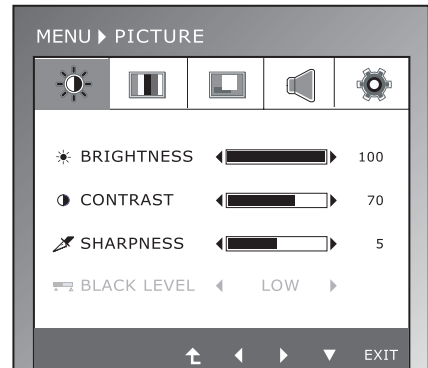 MENU PICTURE
BRIGHTNESS 100
CONTRAST 70
SHARPNESS 5
BLACK LEVEL LOW
EXIT